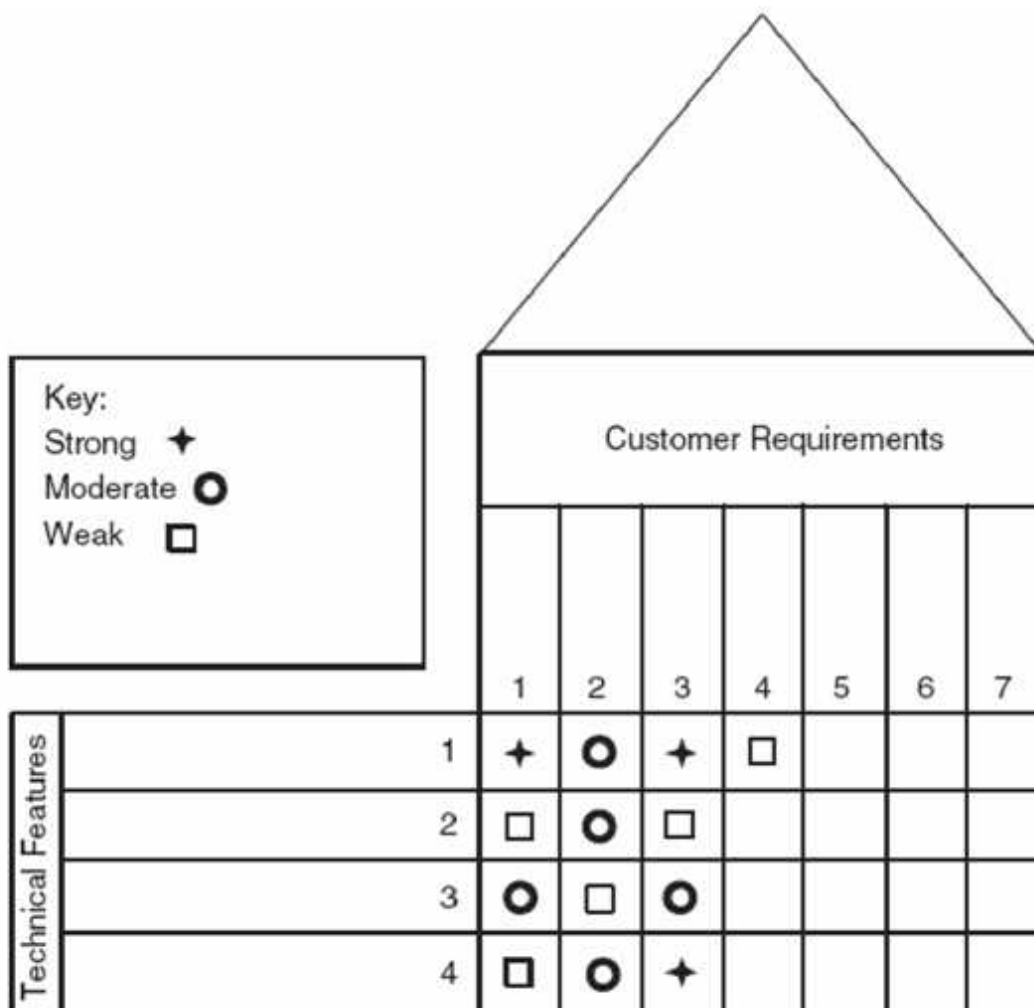 Key:
Strong
Moderate
Weak
Customer Requirements
1 2 3 4 5 6 7
Technical Features
1
2
3
4